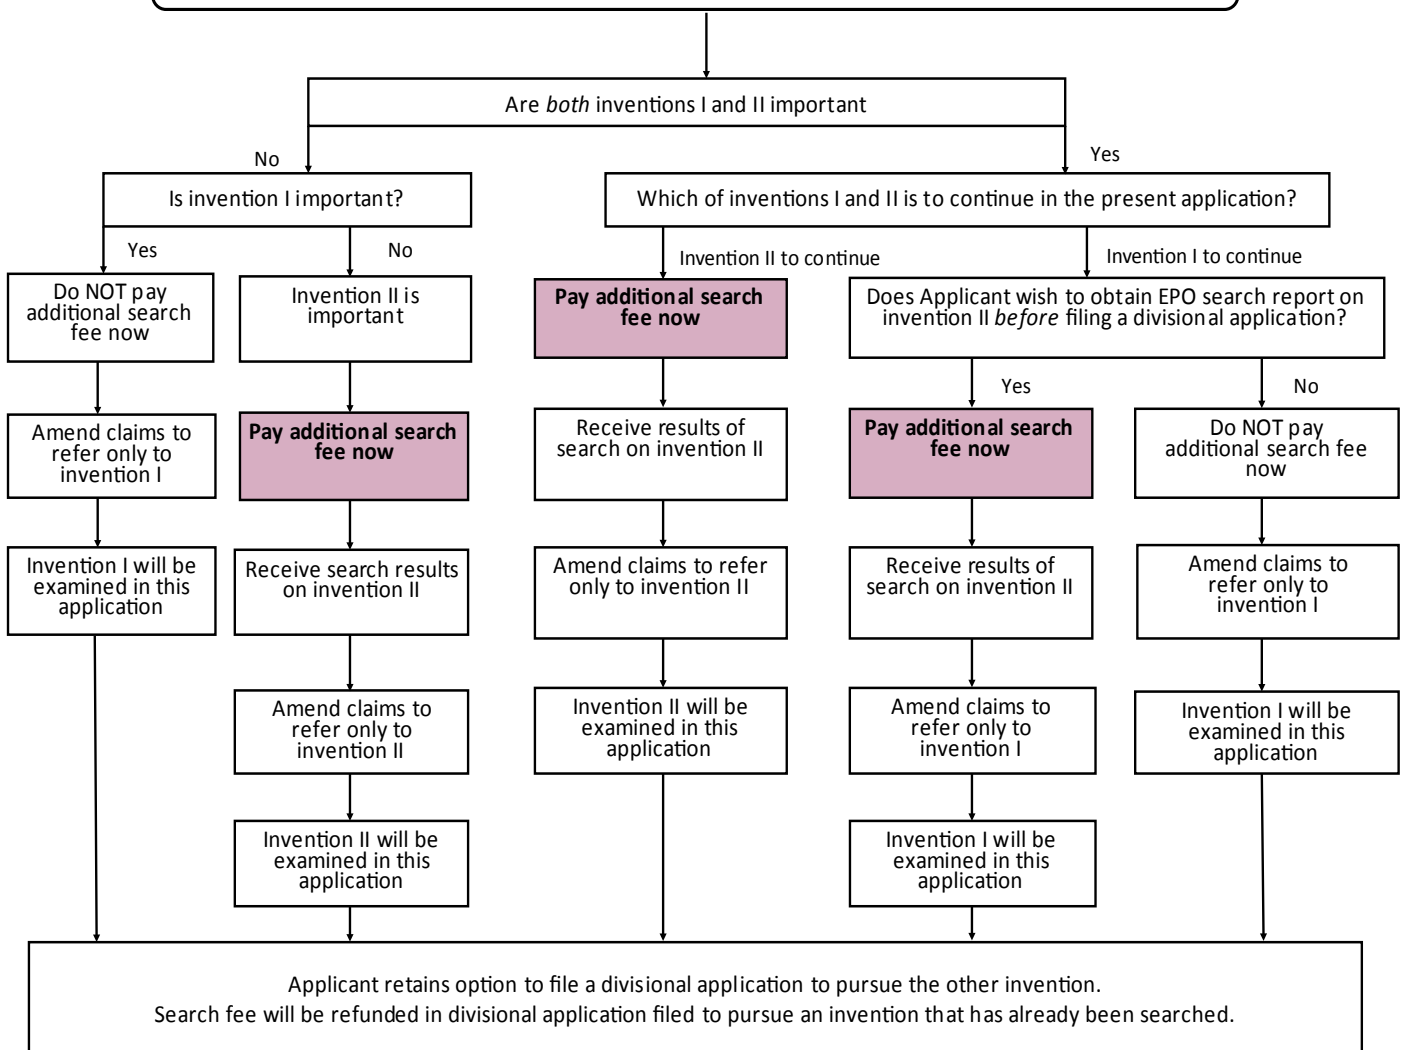 Are both inventions I and II important
No
Yes
Is invention I important?
Which of inventions I and II is to continue in the present application?
Yes
No
Invention II to continue
Invention I to continue
Do NOT pay
additional search
fee now
Invention II is
important
Pay additional search
fee now
Does Applicant wish to obtain EPO search report on
invention II before filing a divisional application?
Yes
No
Amend claims to
refer only to
invention I
Pay additional search
fee now
Receive results of
search on invention II
Pay additional search
fee now
Do NOT pay
additional search fee
now
Invention I will be
examined in this
application
Receive search results
on invention II
Amend claims to refer
only to invention II
Receive results of
search on invention II
Amend claims to
refer only to
invention I
Amend claims to
refer only to
invention II
Invention II will be
examined in this
application
Amend claims to
refer only to
invention I
Invention I will be
examined in this
application
Invention II will be
examined in this
application
Invention I will be
examined in this
application
Applicant retains option to file a divisional application to pursue the other invention.
Search fee will be refunded in divisional application filed to pursue an invention that has already been searched.